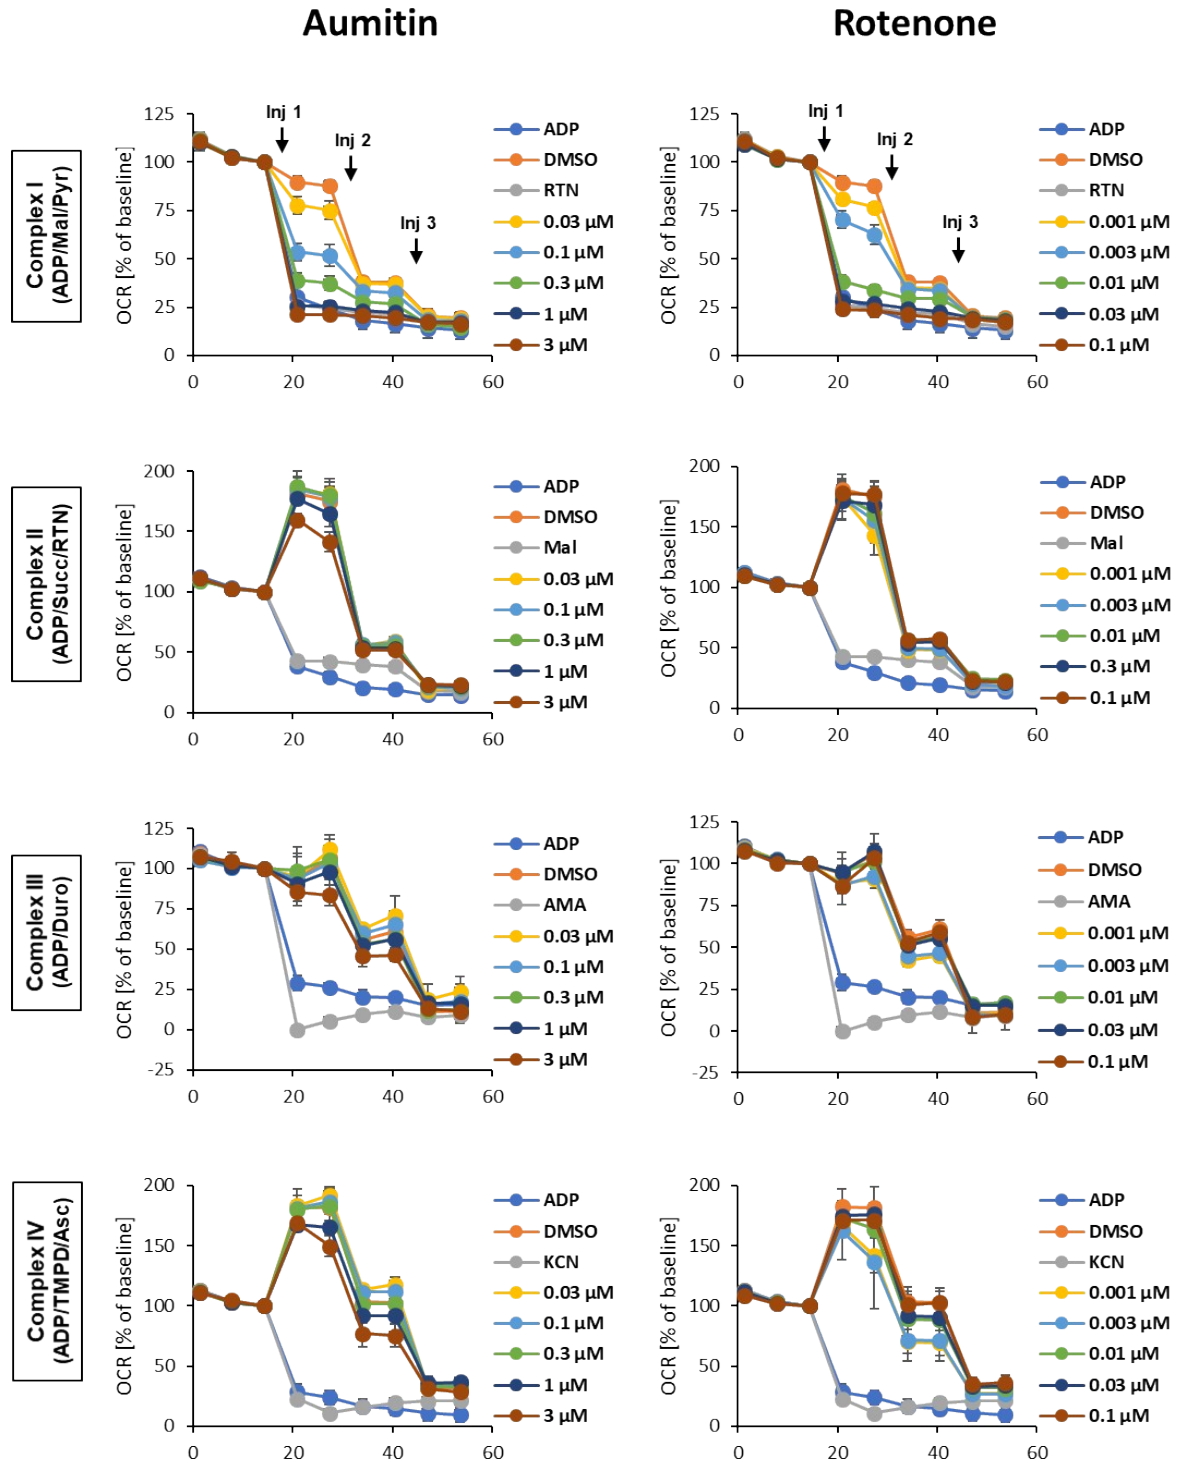 Aumitin
Rotenone
Complex I
(ADP/Mal/Pyr)
OCR [% of baseline]
125
100
75
50
25
0
0
20
40
60
Inj 1
Inj 2
Inj 3
ADP
DMSO
RTN
0.03 µM
0.1 µM
0.3 µM
1 µM
3 µM
OCR [% of baseline]
125
100
75
50
25
0
0
20
40
60
Inj 1
Inj 2
Inj 3
ADP
DMSO
RTN
0.001 µM
0.003 µM
0.01 µM
0.03 µM
0.1 µM
Complex II
(ADP/Succ/RTN)
OCR [% of baseline]
200
150
100
50
0
0
20
40
60
ADP
DMSO
Mal
0.03 µM
0.1 µM
0.3 µM
1 µM
3 µM
OCR [% of baseline]
200
150
100
50
0
0
20
40
60
ADP
DMSO
Mal
0.001 µM
0.003 µM
0.01 µM
0.3 µM
0.1 µM
Complex III
(ADP/Duro)
OCR [% of baseline]
125
100
75
50
25
0
-25
0
20
40
60
ADP
DMSO
AMA
0.03 µM
0.1 µM
0.3 µM
1 µM
3 µM
OCR [% of baseline]
125
100
75
50
25
0
-25
0
20
40
60
ADP
DMSO
AMA
0.001 µM
0.003 µM
0.01 µM
0.03 µM
0.1 µM
Complex IV
(ADP/TMPD/Asc)
OCR [% of baseline]
200
150
100
50
0
0
20
40
60
ADP
DMSO
KCN
0.03 µM
0.1 µM
0.3 µM
1 µM
3 µM
OCR [% of baseline]
200
150
100
50
0
0
20
40
60
ADP
DMSO
KCN
0.001 µM
0.003 µM
0.01 µM
0.03 µM
0.1 µM